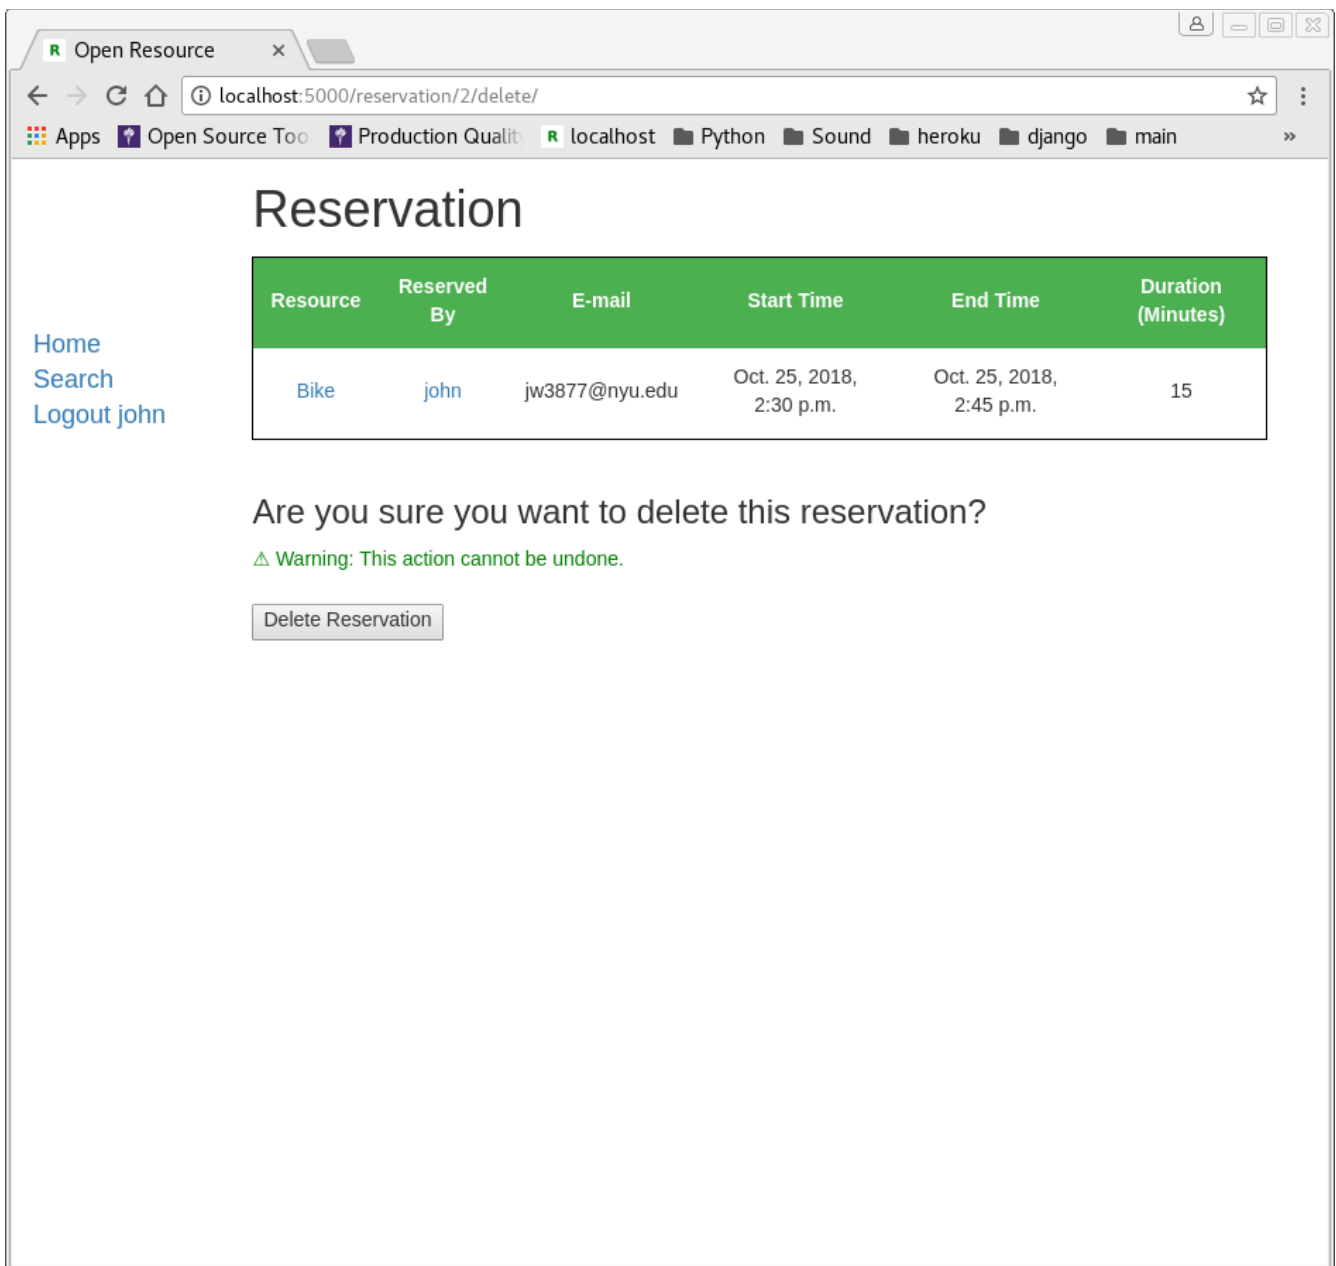 R Open Resource
localhost:5000/reservation/2/delete/
Apps Open Source Too Production Qualit R localhost Python Sound heroku django main »
Reservation
Resource Reserved By E-mail Start Time End Time Duration (Minutes)
Bike john jw3877@nyu.edu Oct. 25, 2018, 2:30 p.m. Oct. 25, 2018, 2:45 p.m. 15
Home
Search
Logout john
Are you sure you want to delete this reservation?
⚠ Warning: This action cannot be undone.
Delete Reservation